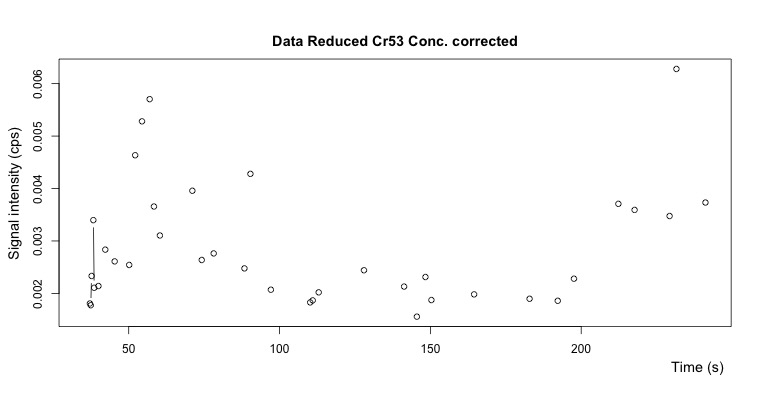 Data Reduced Cr53 Conc. corrected
Signal intensity (cps)
0.006
0.005
0.004
0.003
0.002
50 100 150 200
Time (s)